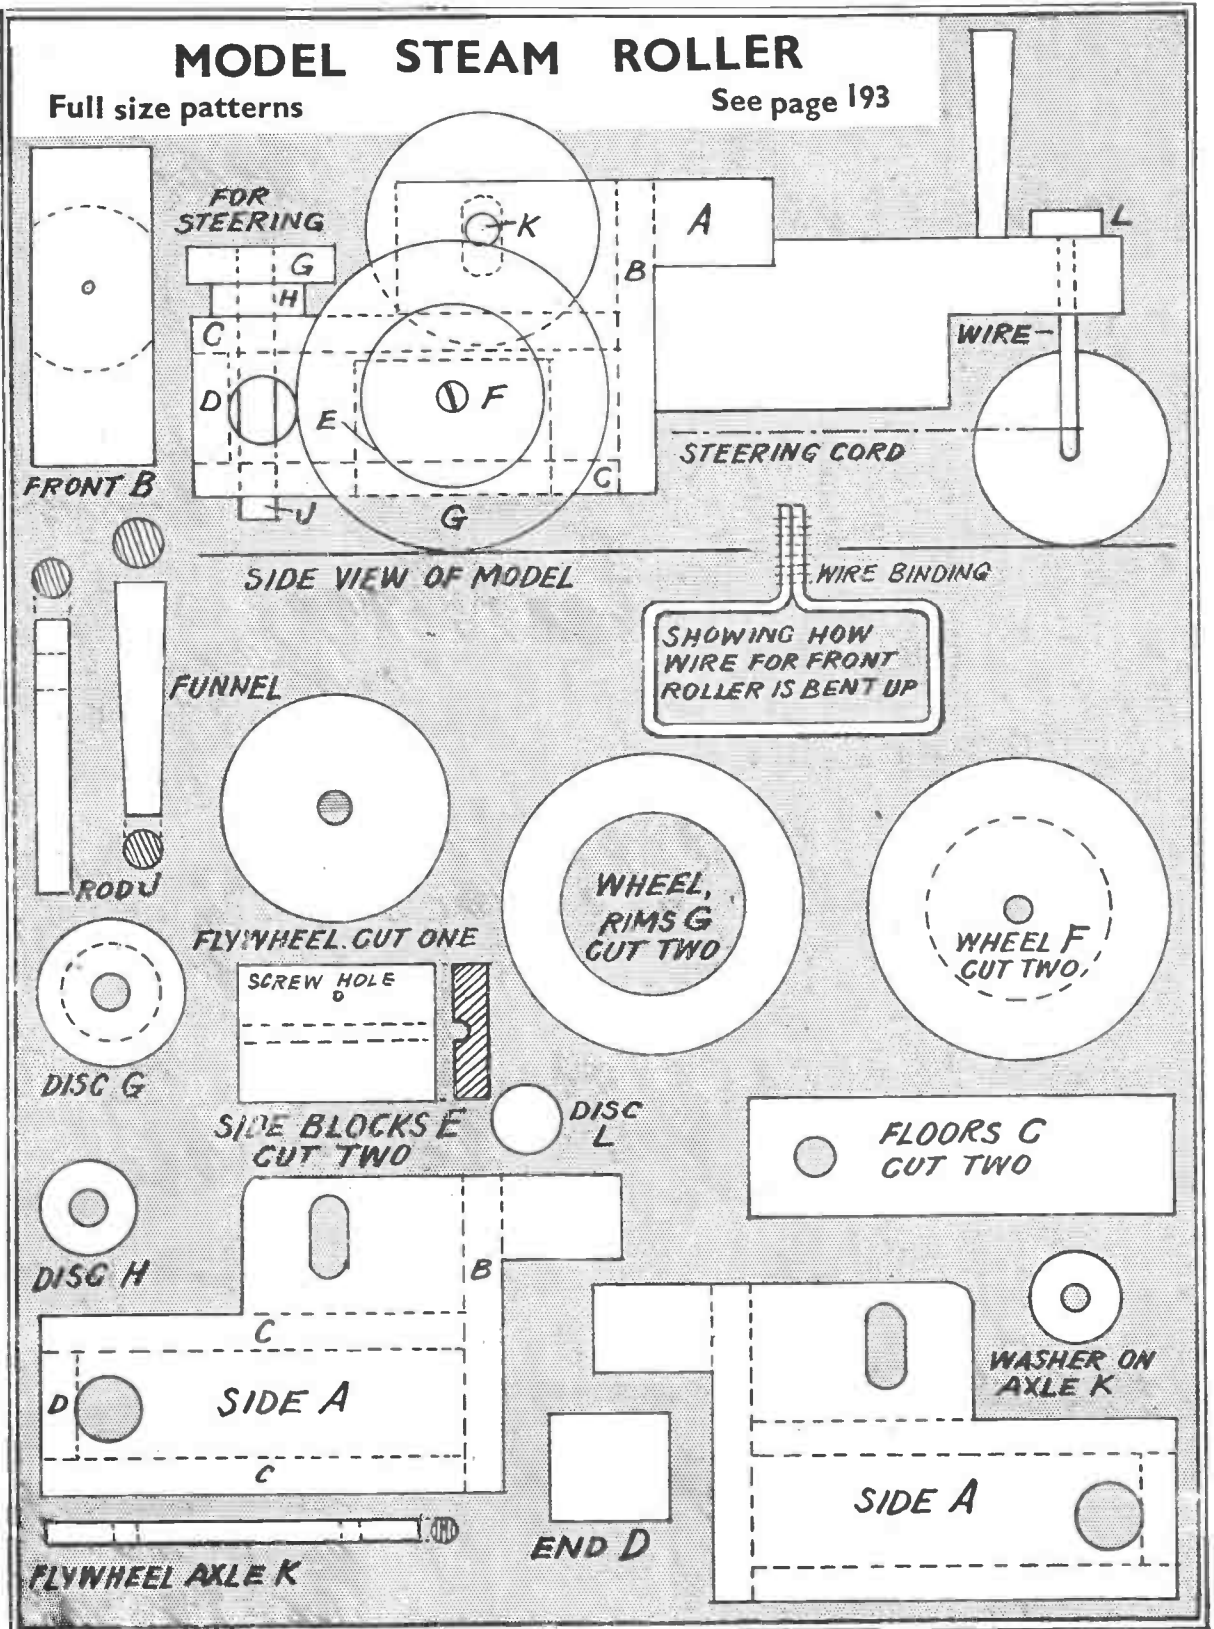 MODEL STEAM ROLLER
Full size patterns
See page 193
FOR
STEERING
G
H
C
D
E
F
K
A
B
L
WIRE
STEERING CORD
C
G
J
FRONT B
SIDE VIEW OF MODEL
WIRE BINDING
SHOWING HOW
WIRE FOR FRONT
ROLLER IS BENT UP
FUNNEL
ROD J
FLYWHEEL. CUT ONE
WHEEL,
RIMS G
CUT TWO
WHEEL F
CUT TWO
DISC G
SCREW HOLE
SIDE BLOCKS E
CUT TWO
DISC
L
FLOORS C
CUT TWO
DISC H
B
C
D
SIDE A
C
WASHER ON
AXLE K
SIDE A
END D
FLYWHEEL AXLE K